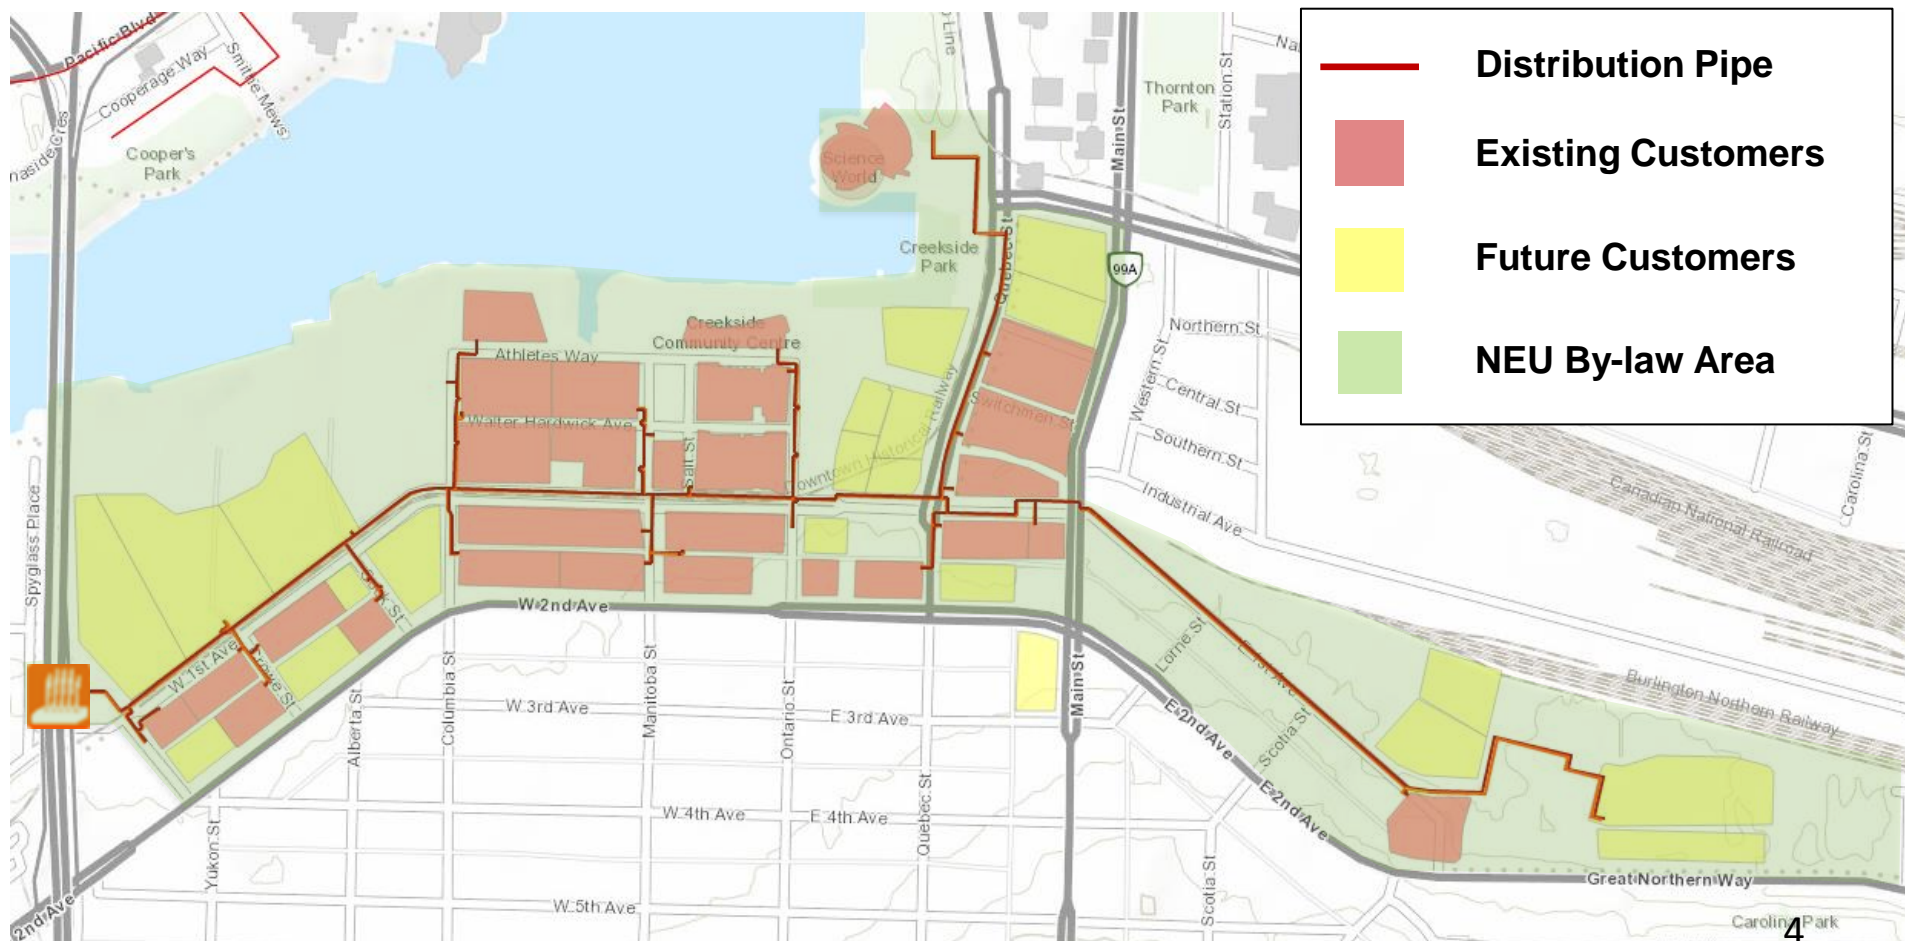 Distribution Pipe
Existing Customers
Future Customers
NEU By-law Area
Pacific Blvd
Cooperage Way
Smithe Mews
Cooper's
Park
Spyglass Place
Science
World
Creekside
Park
Thornton
Park
Station St
Main St
Quebec St
99A
Northern St
Western St
Central St
Southern St
Industrial Ave
Switchmen St
Creekside
Community Centre
Athletes Way
Walter Hardwick Ave
Salt St
Downtown Historical Railway
Canadian National Railroad
Carolina St
Burlington Northern Railway
W 1st Ave
Crowe St
Cook St
W 2nd Ave
Alberta St
Columbia St
Manitoba St
Ontario St
Quebec St
Main St
W 3rd Ave
E 3rd Ave
Lorne St
E 1st Ave
Scotia St
E 2nd Ave
E 2nd Ave
W 4th Ave
E 4th Ave
Yukon St
Scotia St
W 5th Ave
2nd Ave
Great Northern Way
Carolina Park
4